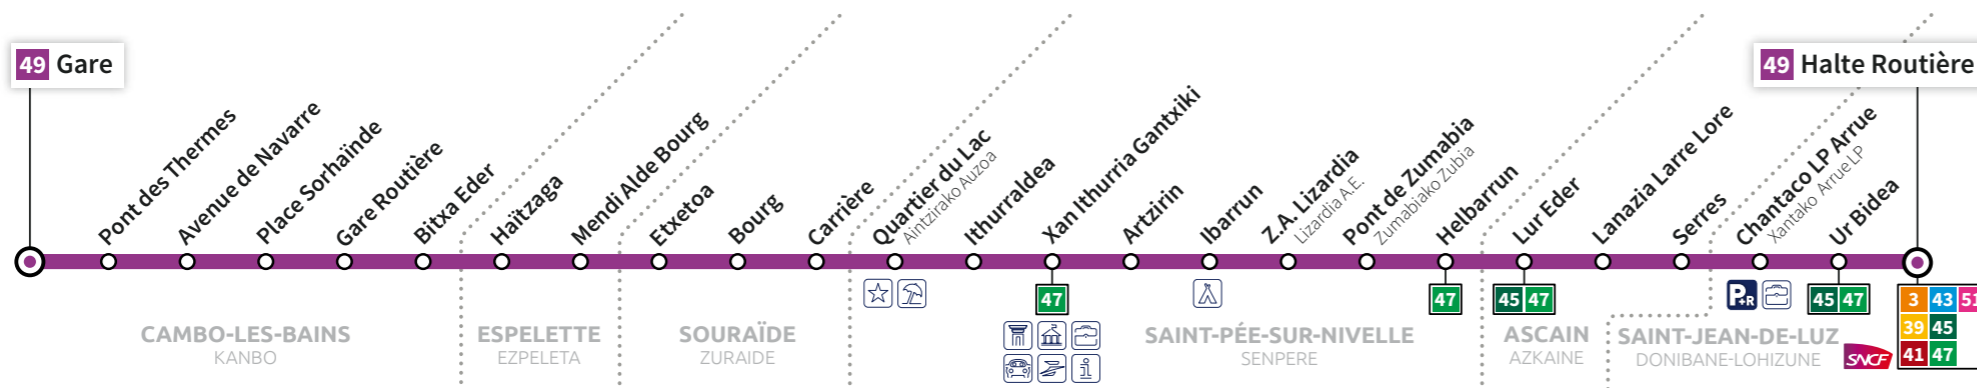 49 Gare
49 Halte Routière
Pont des Thermes
Avenue de Navarre
Place Sorhaïnde
Gare Routière
Bitxa Eder
Haïtzaga
Mendi Alde Bourg
Etxetoa
Bourg
Carrière
Quartier du Lac
Aintzirako Auzoa
Ithurraldea
Xan Ithurria Gantxiki
Artzirin
Ibarrun
Z.A. Lizardia
Lizardia A.E.
Pont de Zumabia
Zumabiako Zubia
Helbarrun
Lur Eder
Lanazia Larre Lore
Serres
Chantaco LP Arrue
Xantako Arrue LP
Ur Bidea
47
47
45 47
P+R
45 47
3 43 51
39 45
41 47
i
CAMBO-LES-BAINS
KANBO
ESPELETTE
EZPELETA
SOURAÏDE
ZURAIDE
SAINT-PÉE-SUR-NIVELLE
SENPERE
ASCAIN
AZKAINE
SAINT-JEAN-DE-LUZ
DONIBANE-LOHIZUNE
SNCF